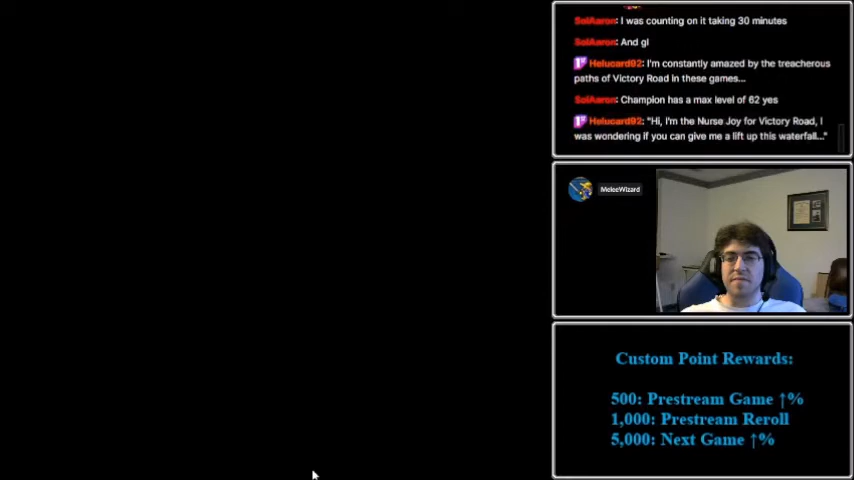 SolAaron: I was counting on it taking 30 minutes
SolAaron: And gl
Helucard92: I'm constantly amazed by the treacherous
paths of Victory Road in these games...
SolAaron: Champion has a max level of 62 yes
Helucard92: "Hi, I'm the Nurse Joy for Victory Road, I
was wondering if you can give me a lift up this waterfall..."
MeleeWizard
Custom Point Rewards:
500: Prestream Game ↑%
1,000: Prestream Reroll
5,000: Next Game ↑%